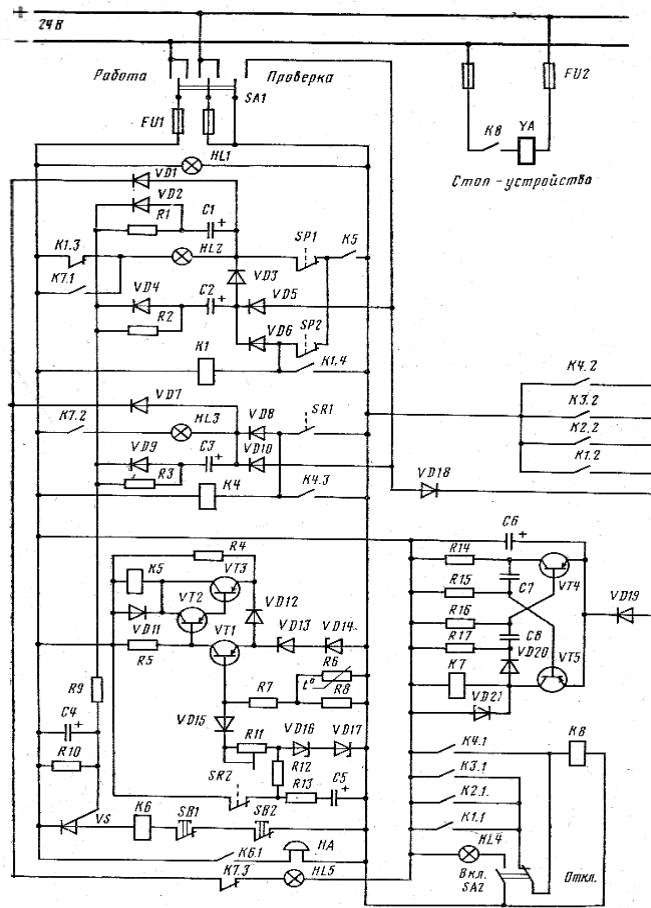 +
24 В
−
Работа
Проверка
SA1
FU1
FU2
K8
YA
Стоп-устройства
HL1
VD1
VD2
R1
C1
+
SP1
K5
K1.3
HL2
K7.1
VD3
VD4
C2
+
VD5
R2
VD6
SP2
K1
K1.4
VD7
K4.2
K3.2
K2.2
K1.2
K7.2
HL3
VD8
SR1
VD9
C3
+
VD10
R3
K4
K4.3
VD18
C6
+
R4
R14
VT4
K5
VT3
C7
R15
VT2
VD12
R16
VD19
VD11
VT1
VD13
VD14
R17
C8
VD20
VT5
R5
R6
t°
K7
R7
R8
R9
VD21
C4
+
VD15
R11
VD16
VD17
K8
R10
R12
K4.1
SR2
R13
C5
+
K3.1
K2.1
VS
K6
SB1
SB2
K1.1
K6.1
HA
HL4
K7.3
HL5
Вкл.
SA2
Откл.